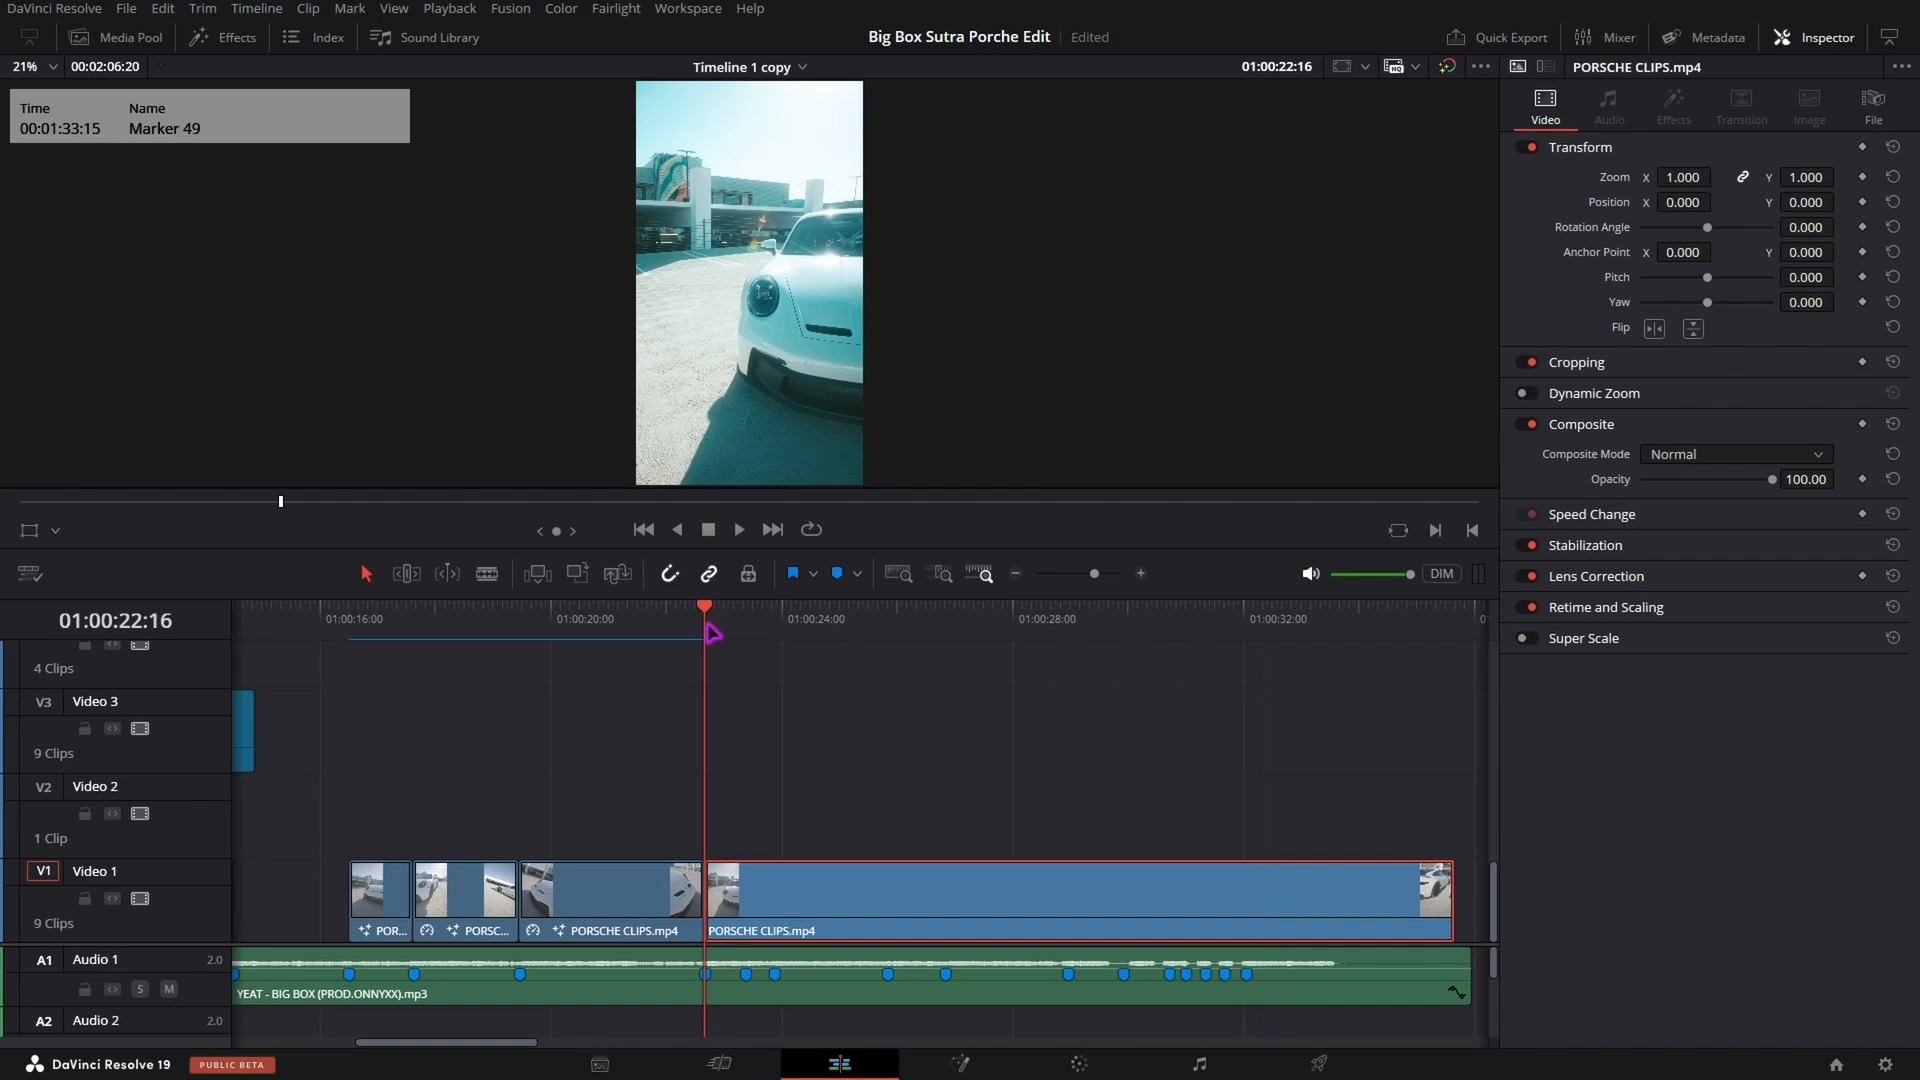 DaVinci Resolve File Edit Trim Timeline Clip Mark View Playback Fusion Color Fairlight Workspace Help
Media Pool Effects Index Sound Library Big Box Sutra Porche Edit Edited Quick Export Mixer Metadata Inspector
21% 00:02:06:20 Timeline 1 copy 01:00:22:16 PORSCHE CLIPS.mp4
Time Name
00:01:33:15 Marker 49
Video Audio Effects Transition Image File
Transform
Zoom X 1.000 Y 1.000
Position X 0.000 Y 0.000
Rotation Angle 0.000
Anchor Point X 0.000 Y 0.000
Pitch 0.000
Yaw 0.000
Flip
Cropping
Dynamic Zoom
Composite
Composite Mode Normal
Opacity 100.00
Speed Change
Stabilization
Lens Correction
Retime and Scaling
Super Scale
DIM
01:00:22:16
01:00:16:00 01:00:20:00 01:00:24:00 01:00:28:00 01:00:32:00 0
4 Clips
V3 Video 3
9 Clips
V2 Video 2
1 Clip
V1 Video 1
9 Clips
POR... PORSC... PORSCHE CLIPS.mp4 PORSCHE CLIPS.mp4
A1 Audio 1 2.0
S M
YEAT - BIG BOX (PROD.ONNYXX).mp3
A2 Audio 2 2.0
DaVinci Resolve 19 PUBLIC BETA